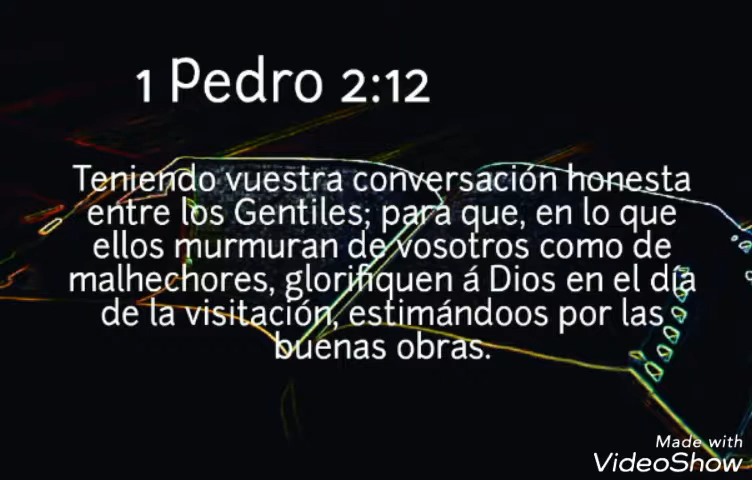 1 Pedro 2:12
Teniendo vuestra conversación honesta
entre los Gentiles; para que, en lo que
ellos murmuran de vosotros como de
malhechores, glorifiquen á Dios en el día
de la visitación, estimándoos por las
buenas obras.
Made with
VideoShow